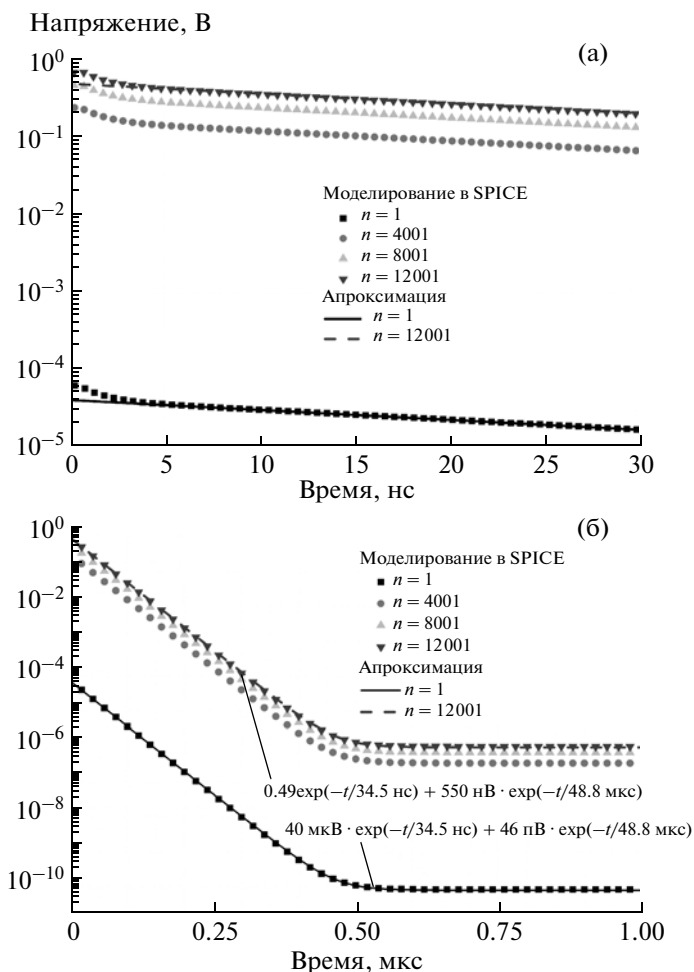 Напряжение, В
(а)
10^0
10^-1
10^-2
10^-3
10^-4
10^-5
Моделирование в SPICE
n = 1
n = 4001
n = 8001
n = 12001
Апроксимация
n = 1
n = 12001
0 5 10 15 20 25 30
Время, нс
(б)
10^0
10^-2
10^-4
10^-6
10^-8
10^-10
Моделирование в SPICE
n = 1
n = 4001
n = 8001
n = 12001
Апроксимация
n = 1
n = 12001
0.49exp(−t/34.5 нс) + 550 нВ · exp(−t/48.8 мкс)
40 мкВ · exp(−t/34.5 нс) + 46 пВ · exp(−t/48.8 мкс)
0 0.25 0.50 0.75 1.00
Время, мкс